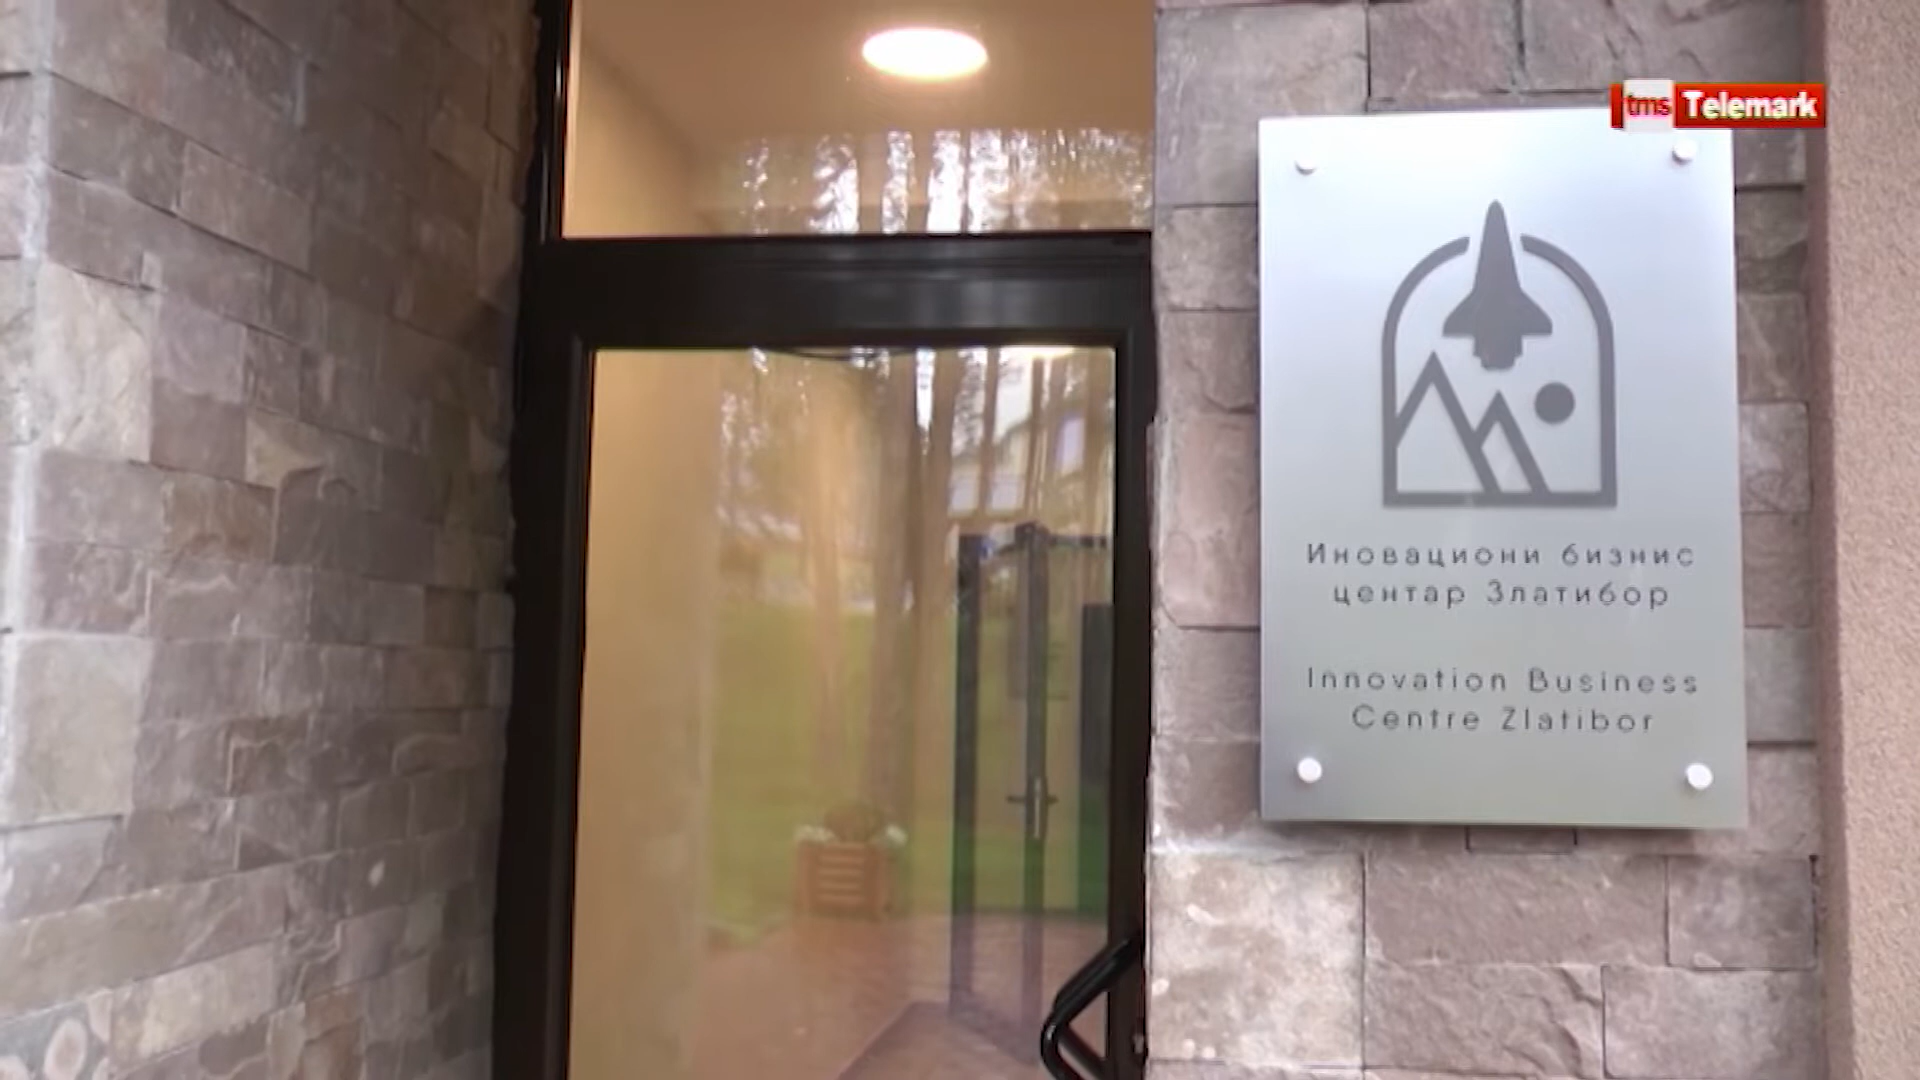 tms Telemark
Иновациони бизнис
центар Златибор
Innovation Business
Centre Zlatibor